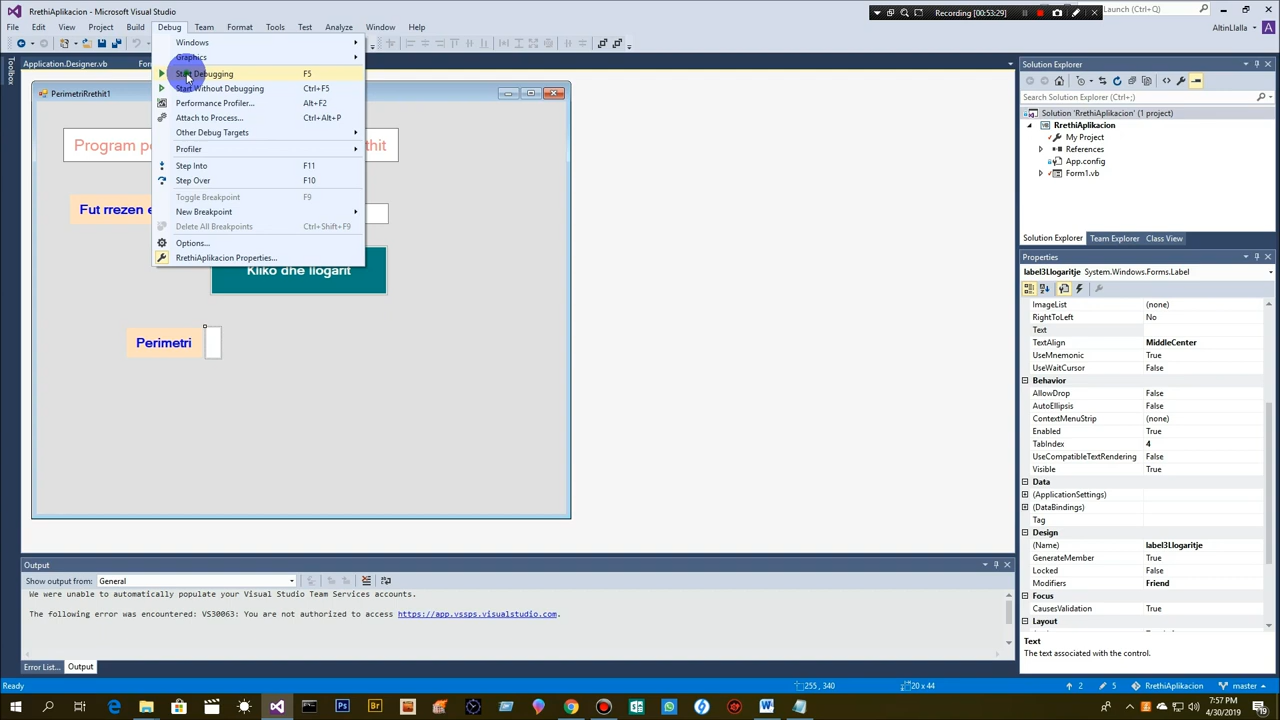 RrethiAplikacion - Microsoft Visual Studio
Recording [00:53:29]
Launch (Ctrl+Q)
File Edit View Project Build Debug Team Format Tools Test Analyze Window Help
AltinLlalla
Toolbox
Application.Designer.vb
PerimetriRrethit1
Program pe
thit
Fut rrezen e
Kliko dhe llogarit
Perimetri
Windows
Graphics
Start Debugging F5
Start Without Debugging Ctrl+F5
Performance Profiler... Alt+F2
Attach to Process... Ctrl+Alt+P
Other Debug Targets
Profiler
Step Into F11
Step Over F10
Toggle Breakpoint F9
New Breakpoint
Delete All Breakpoints Ctrl+Shift+F9
Options...
RrethiAplikacion Properties...
Solution Explorer
Search Solution Explorer (Ctrl+;)
Solution 'RrethiAplikacion' (1 project)
RrethiAplikacion
My Project
References
App.config
Form1.vb
Solution Explorer Team Explorer Class View
Properties
label3Llogaritje System.Windows.Forms.Label
ImageList (none)
RightToLeft No
Text
TextAlign MiddleCenter
UseMnemonic True
UseWaitCursor False
Behavior
AllowDrop False
AutoEllipsis False
ContextMenuStrip (none)
Enabled True
TabIndex 4
UseCompatibleTextRendering False
Visible True
Data
(ApplicationSettings)
(DataBindings)
Tag
Design
(Name) label3Llogaritje
GenerateMember True
Locked False
Modifiers Friend
Focus
CausesValidation True
Layout
Text
The text associated with the control.
Output
Show output from: General
We were unable to automatically populate your Visual Studio Team Services accounts.
The following error was encountered: VS30063: You are not authorized to access https://app.vssps.visualstudio.com.
Error List... Output
Ready 255 , 340 20 x 44 2 5 RrethiAplikacion master
7:57 PM
4/30/2019